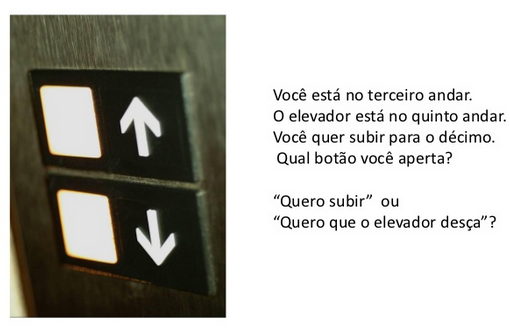 Você está no terceiro andar.
O elevador está no quinto andar.
Você quer subir para o décimo.
Qual botão você aperta?
“Quero subir” ou
“Quero que o elevador desça”?